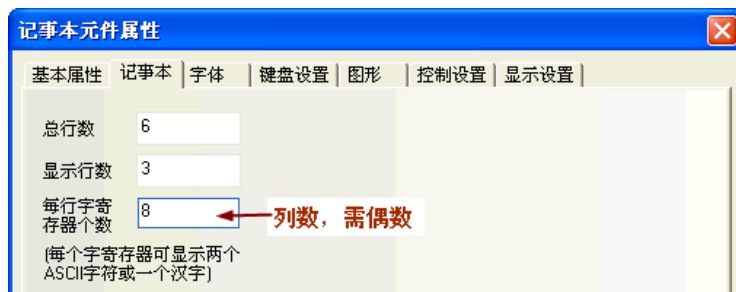 记事本元件属性
基本属性 记事本 字体 键盘设置 图形 控制设置 显示设置
总行数 6
显示行数 3
每行字寄
存器个数 8
列数，需偶数
(每个字寄存器可显示两个
ASCII字符或一个汉字)